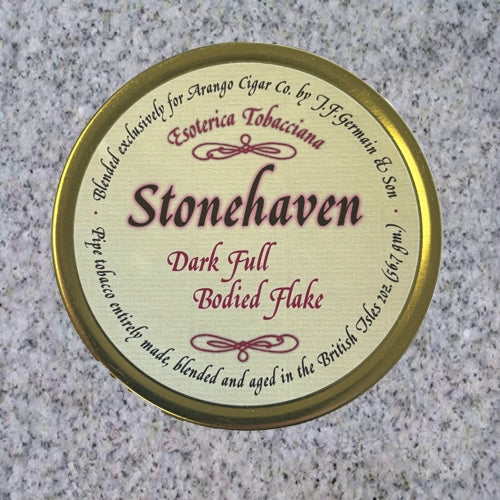 Blended exclusively for Arango Cigar Co. by J.F.Germain & Son
Esoterica Tobacciana
Stonehaven
Dark Full
Bodied Flake
Pipe tobacco entirely made, blended and aged in the British Isles 2oz.(56,7gm.)